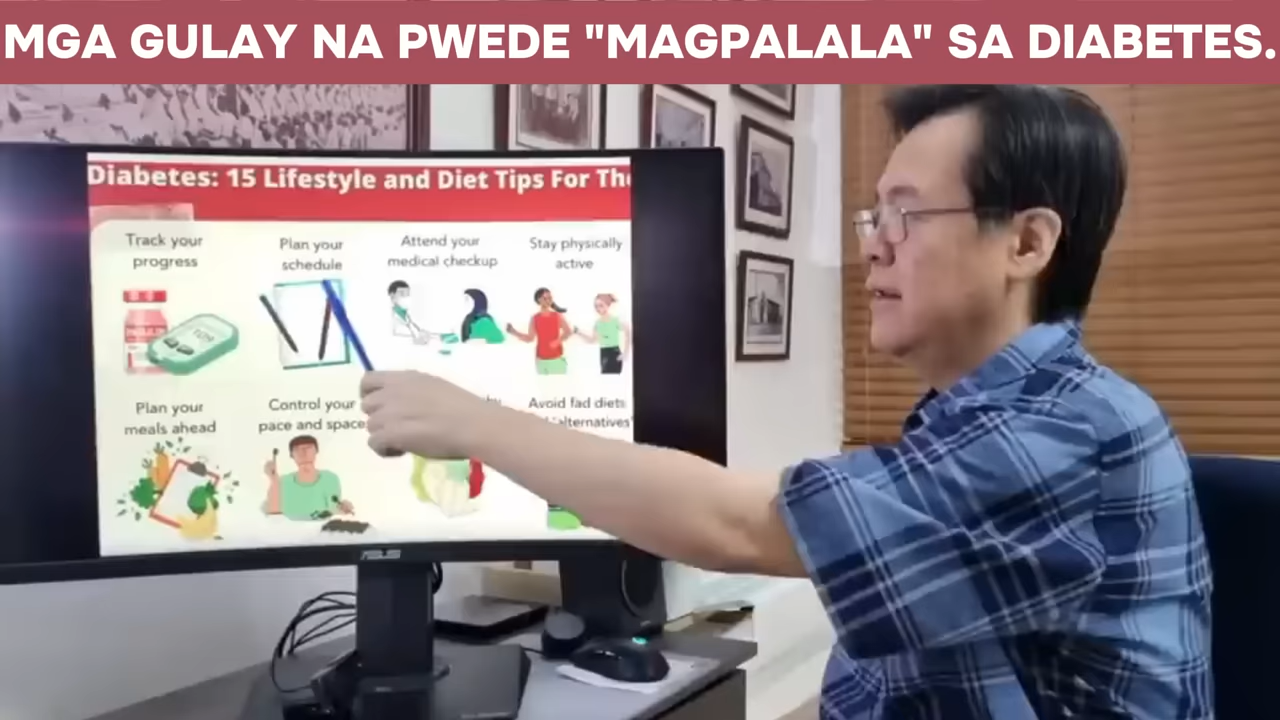 MGA GULAY NA PWEDE "MAGPALALA" SA DIABETES.
Diabetes: 15 Lifestyle and Diet Tips For
Track your
progress
Plan your
schedule
Attend your
medical checkup
Stay physically
active
Plan your
meals ahead
Control your
pace and space
Avoid fad diets
'alternatives'
ASUS